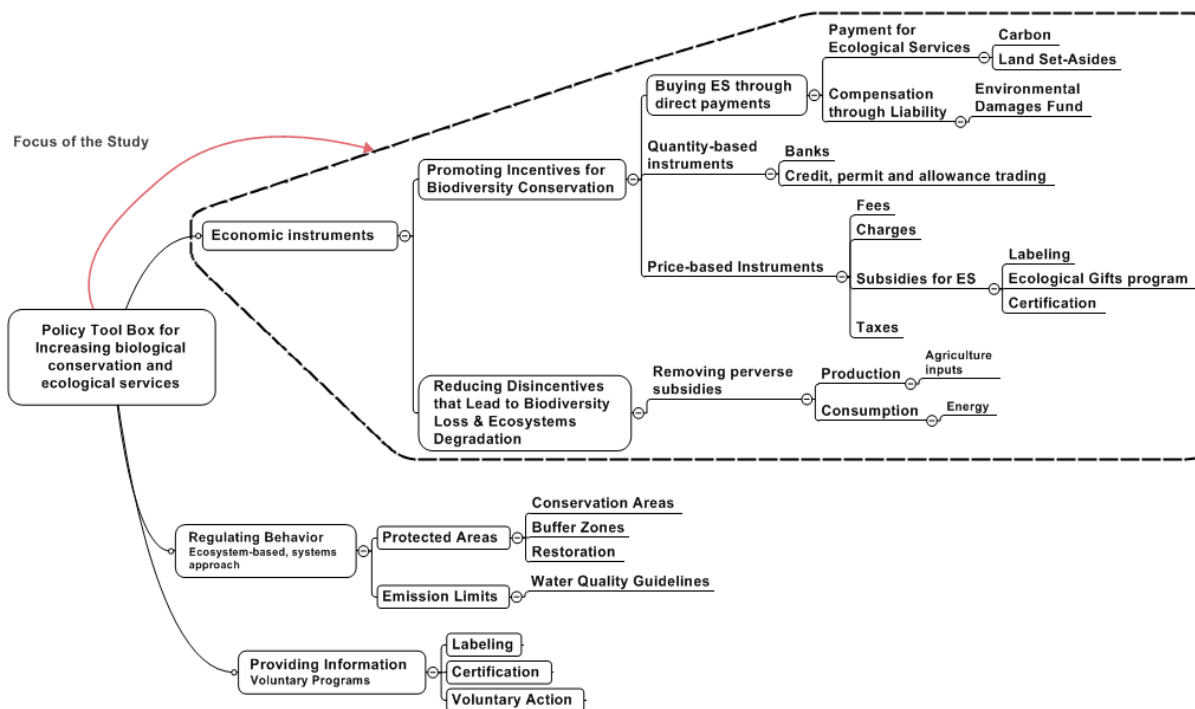 Focus of the Study
Policy Tool Box for
Increasing biological
conservation and
ecological services
Economic instruments
Promoting Incentives for
Biodiversity Conservation
Buying ES through
direct payments
Payment for
Ecological Services
Carbon
Land Set-Asides
Compensation
through Liability
Environmental
Damages Fund
Quantity-based
instruments
Banks
Credit, permit and allowance trading
Price-based Instruments
Fees
Charges
Subsidies for ES
Labeling
Ecological Gifts program
Certification
Taxes
Reducing Disincentives
that Lead to Biodiversity
Loss & Ecosystems
Degradation
Removing perverse
subsidies
Production
Agriculture
inputs
Consumption
Energy
Regulating Behavior
Ecosystem-based, systems
approach
Protected Areas
Conservation Areas
Buffer Zones
Restoration
Emission Limits
Water Quality Guidelines
Providing Information
Voluntary Programs
Labeling
Certification
Voluntary Action